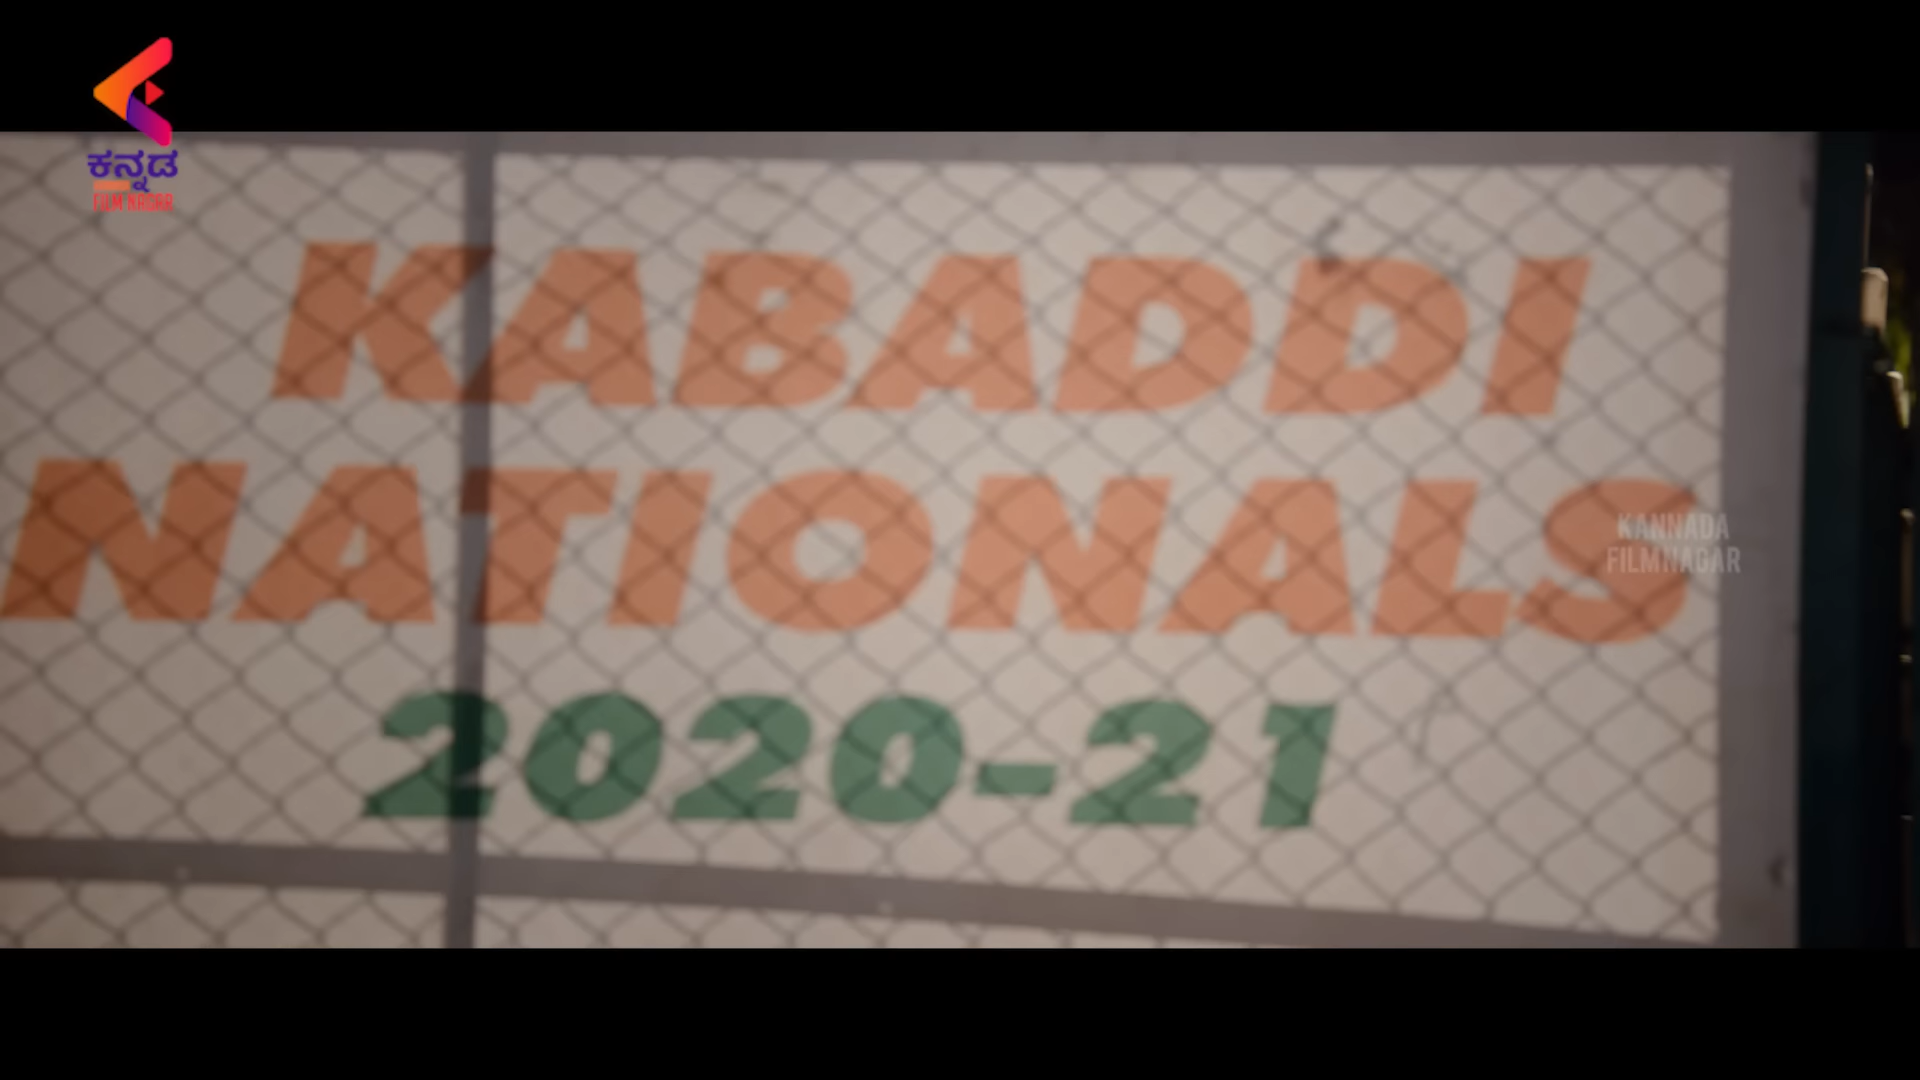 ಕನ್ನಡ
FILM NAGAR
KABADDI
NATIONALS
KANNADA
FILMNAGAR
2020-21